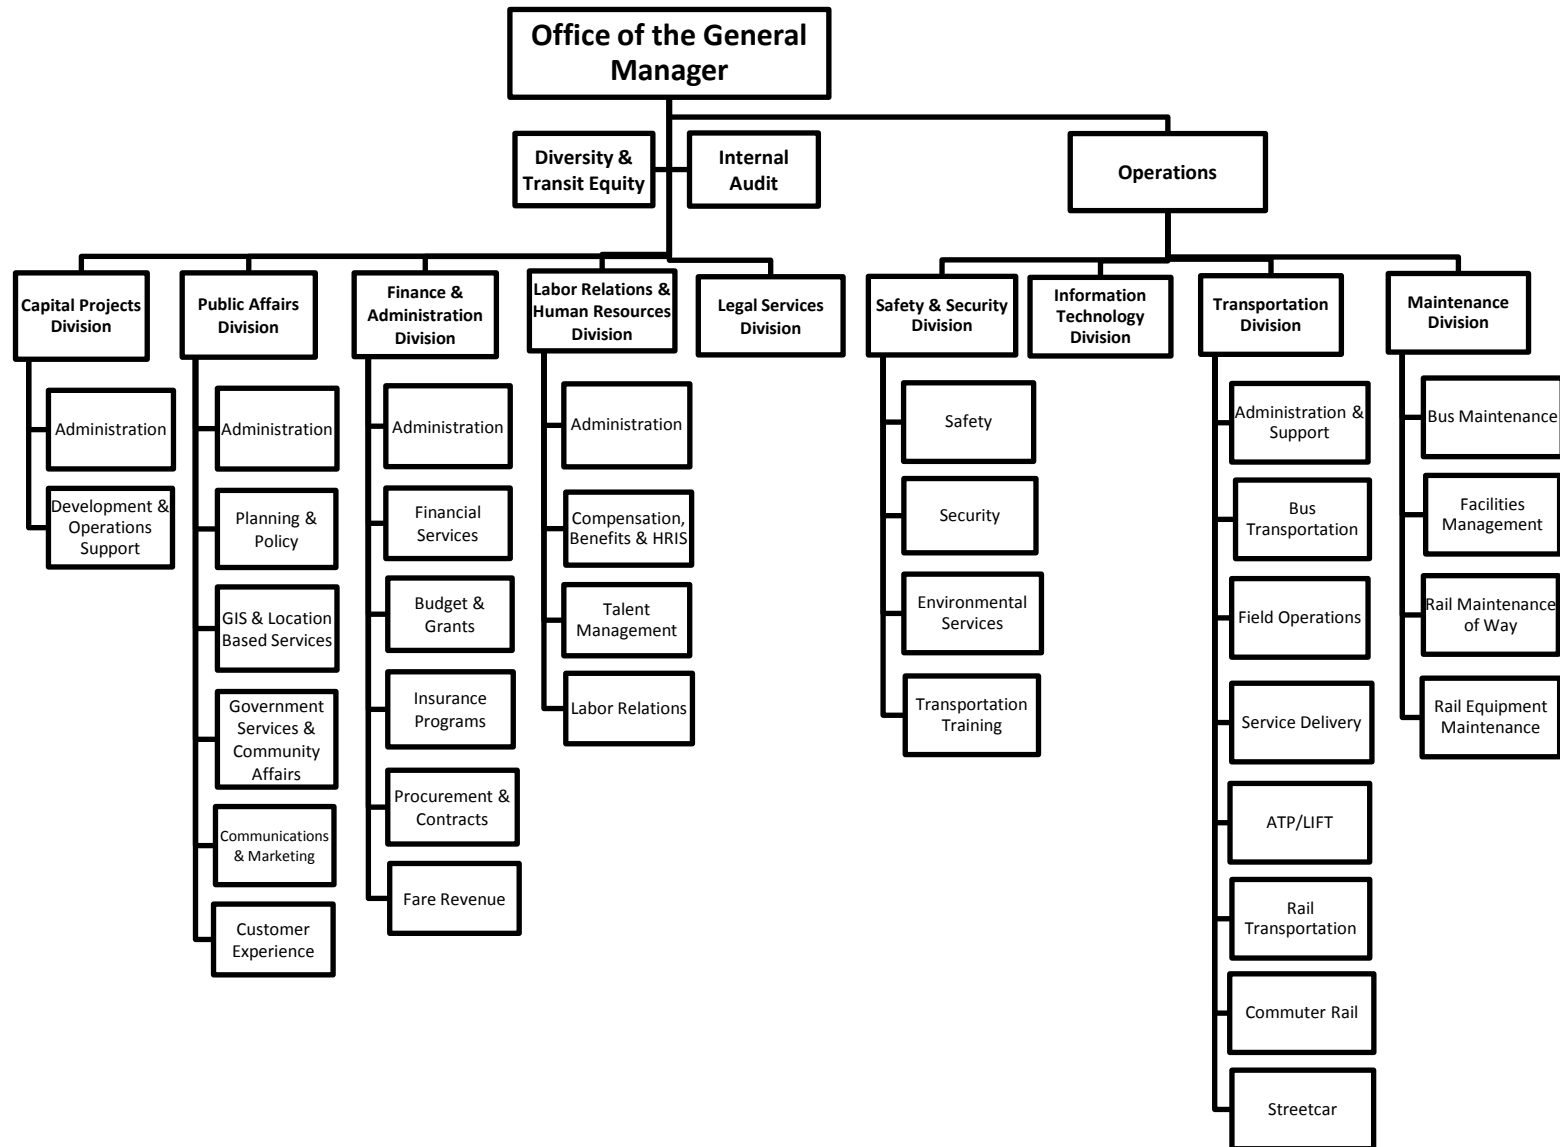 Office of the General
Manager
Diversity &
Transit Equity
Internal
Audit
Operations
Capital Projects
Division
Public Affairs
Division
Finance &
Administration
Division
Labor Relations &
Human Resources
Division
Legal Services
Division
Safety & Security
Division
Information
Technology
Division
Transportation
Division
Maintenance
Division
Administration
Development &
Operations
Support
Administration
Planning &
Policy
GIS & Location
Based Services
Government
Services &
Community
Affairs
Communications
& Marketing
Customer
Experience
Administration
Financial
Services
Budget &
Grants
Insurance
Programs
Procurement &
Contracts
Fare Revenue
Administration
Compensation,
Benefits & HRIS
Talent
Management
Labor Relations
Safety
Security
Environmental
Services
Transportation
Training
Administration &
Support
Bus
Transportation
Field Operations
Service Delivery
ATP/LIFT
Rail
Transportation
Commuter Rail
Streetcar
Bus Maintenance
Facilities
Management
Rail Maintenance
of Way
Rail Equipment
Maintenance